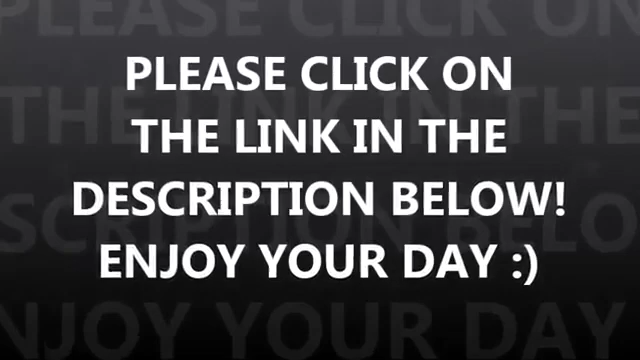 PLEASE CLICK ON
THE LINK IN THE
DESCRIPTION BELOW!
ENJOY YOUR DAY :)